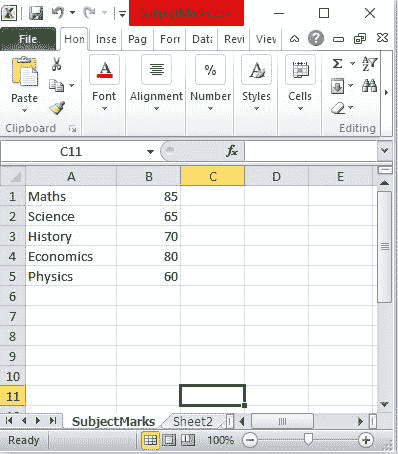 SubjectMarks
File Hon Inse Pag Forr Data Revi Viev
Paste Font Alignment Number Styles Cells
Clipboard Editing
C11 fx
A B C D E
1 Maths 85
2 Science 65
3 History 70
4 Economics 80
5 Physics 60
6
7
8
9
10
11
SubjectMarks Sheet2
Ready 100%